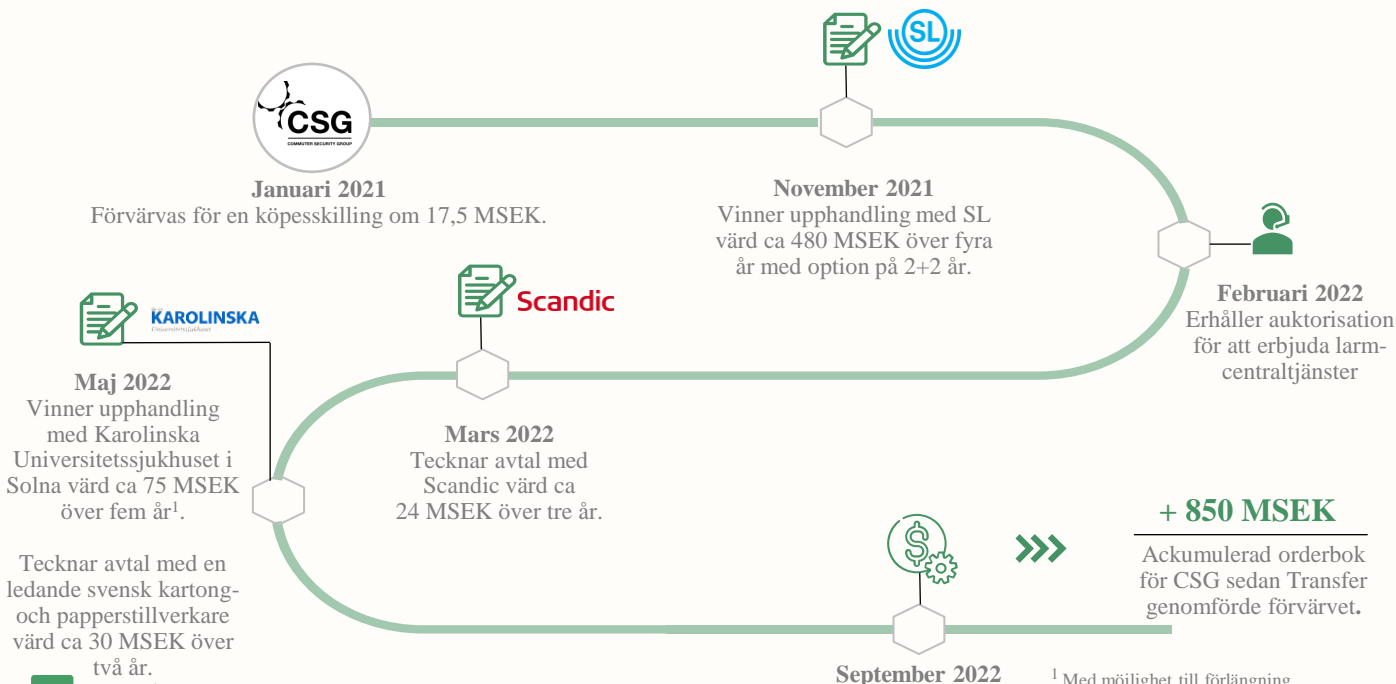 SL
CSG
COMMUTER SECURITY GROUP
Januari 2021
Förvärvas för en köpesskilling om 17,5 MSEK.
November 2021
Vinner upphandling med SL
värd ca 480 MSEK över fyra
år med option på 2+2 år.
Februari 2022
Erhåller auktorisation
för att erbjuda larm-
centraltjänster
Scandic
Mars 2022
Tecknar avtal med
Scandic värd ca
24 MSEK över tre år.
KAROLINSKA
Universitetssjukhuset
Maj 2022
Vinner upphandling
med Karolinska
Universitetssjukhuset i
Solna värd ca 75 MSEK
över fem år¹.
Tecknar avtal med en
ledande svensk kartong-
och papperstillverkare
värd ca 30 MSEK över
två år.
September 2022
+ 850 MSEK
Ackumulerad orderbok
för CSG sedan Transfer
genomförde förvärvet.
¹ Med möjlighet till förlängning